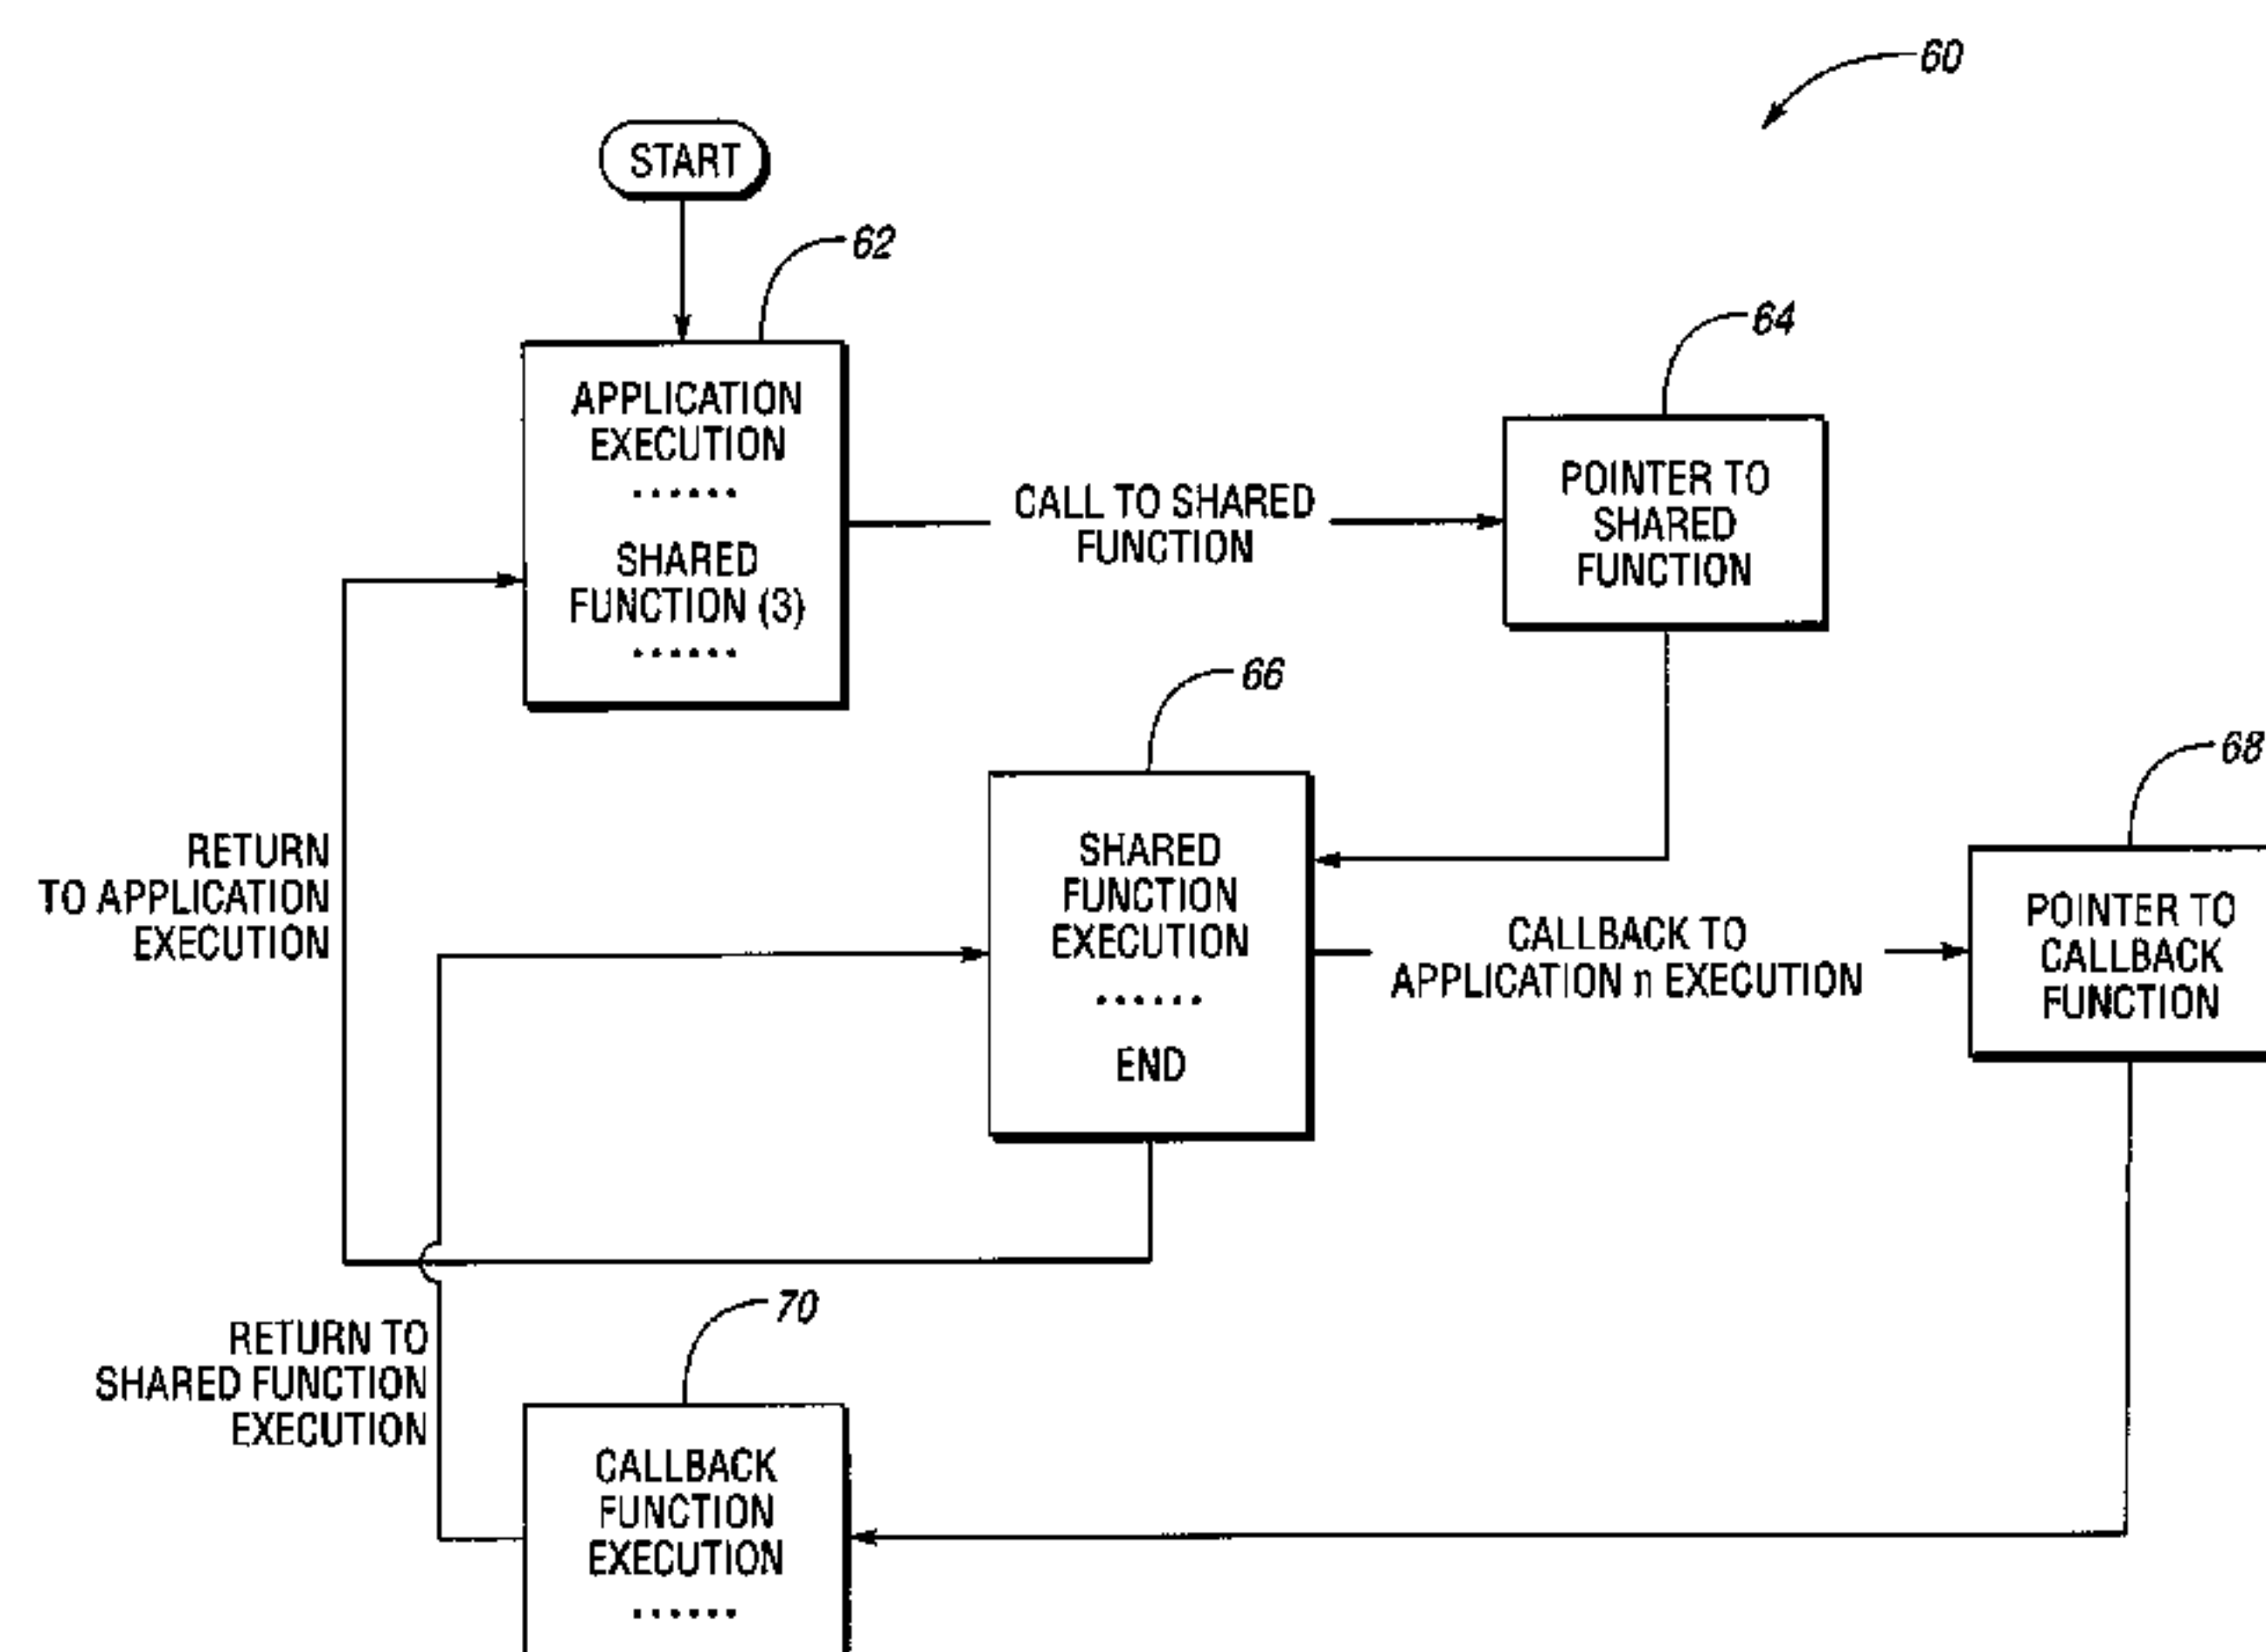 60
START
62
APPLICATION
EXECUTION
......
SHARED
FUNCTION (3)
......
CALL TO SHARED
FUNCTION
64
POINTER TO
SHARED
FUNCTION
66
SHARED
FUNCTION
EXECUTION
......
END
CALLBACK TO
APPLICATION n EXECUTION
68
POINTER TO
CALLBACK
FUNCTION
RETURN
TO APPLICATION
EXECUTION
RETURN TO
SHARED FUNCTION
EXECUTION
70
CALLBACK
FUNCTION
EXECUTION
......